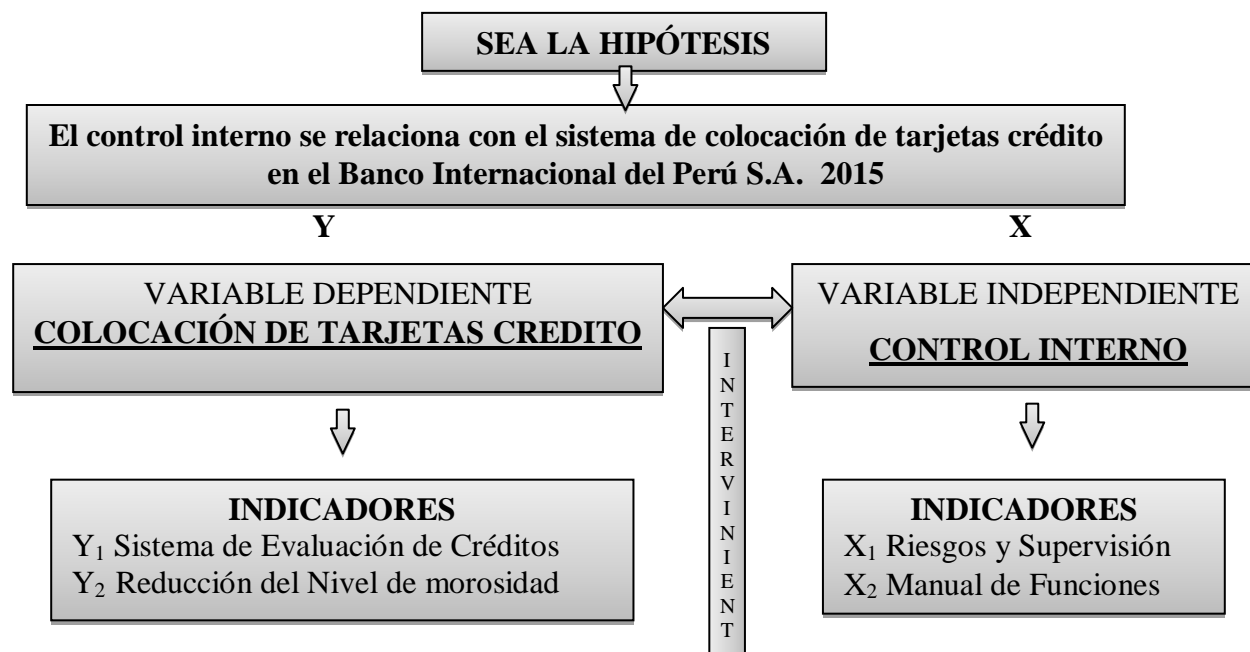 SEA LA HIPÓTESIS
El control interno se relaciona con el sistema de colocación de tarjetas crédito
en el Banco Internacional del Perú S.A. 2015
Y
X
VARIABLE DEPENDIENTE
COLOCACIÓN DE TARJETAS CREDITO
VARIABLE INDEPENDIENTE
CONTROL INTERNO
INTERVINIENT
INDICADORES
Y₁ Sistema de Evaluación de Créditos
Y₂ Reducción del Nivel de morosidad
INDICADORES
X₁ Riesgos y Supervisión
X₂ Manual de Funciones